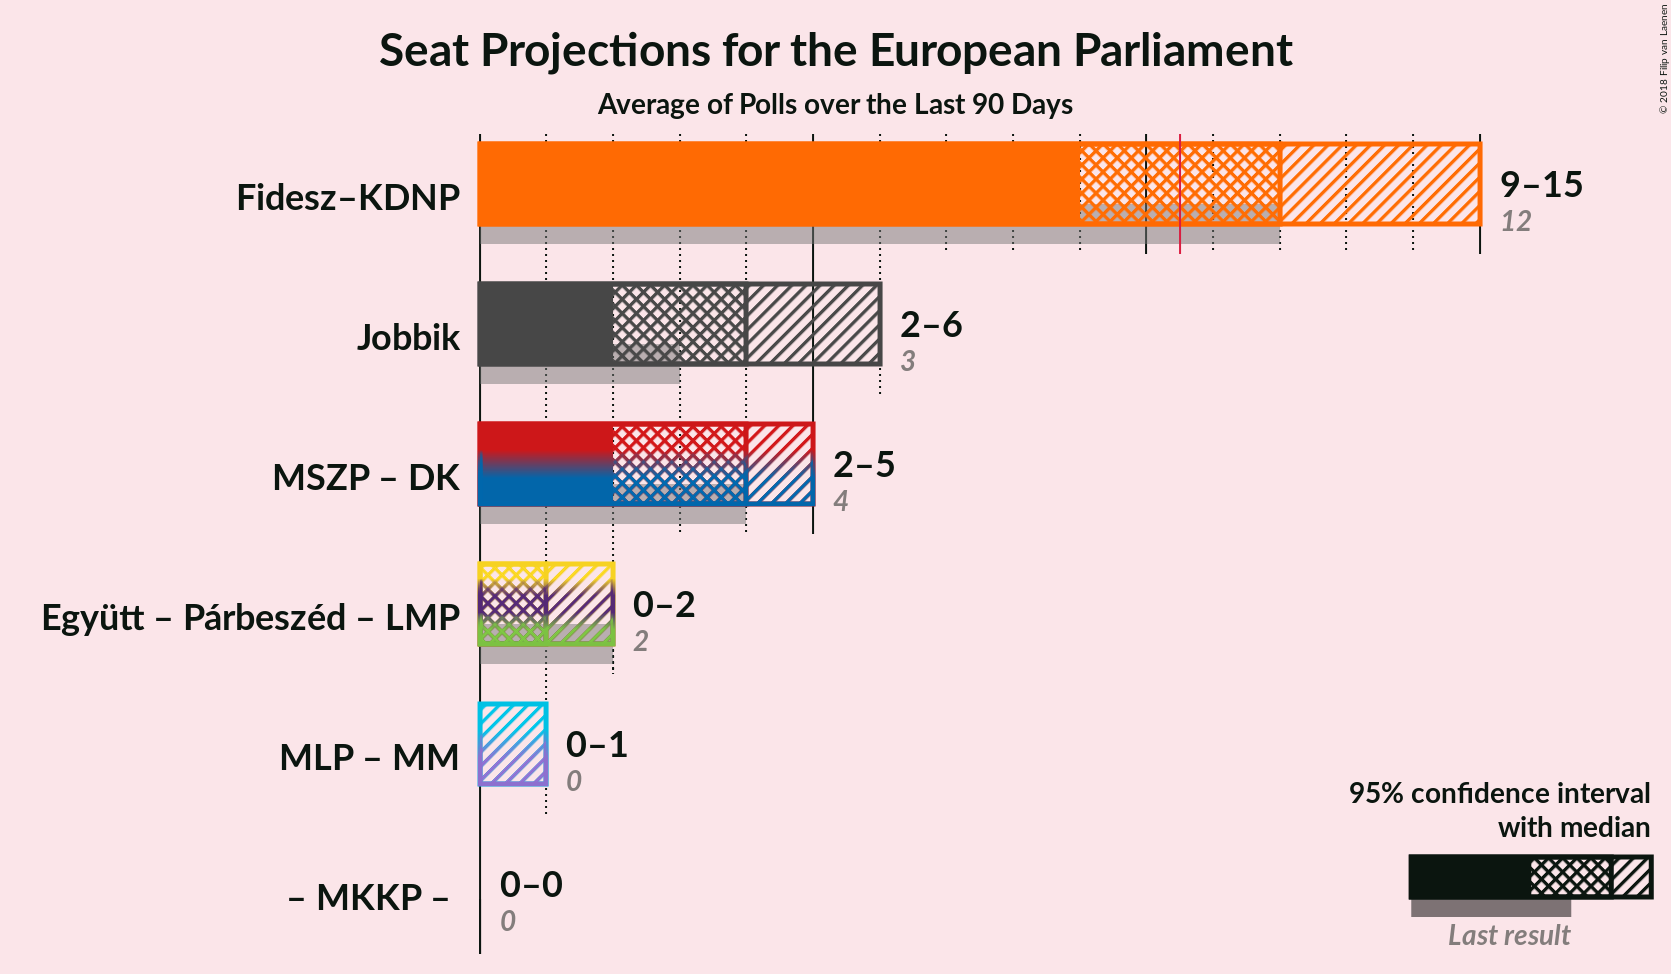 Seat Projections for the European Parliament
Average of Polls over the Last 90 Days
© 2018 Filip van Laenen
Fidesz–KDNP
9–15
12
Jobbik
2–6
3
MSZP – DK
2–5
4
Együtt – Párbeszéd – LMP
0–2
2
MLP – MM
0–1
0
– MKKP –
0–0
0
95% confidence interval
with median
Last result